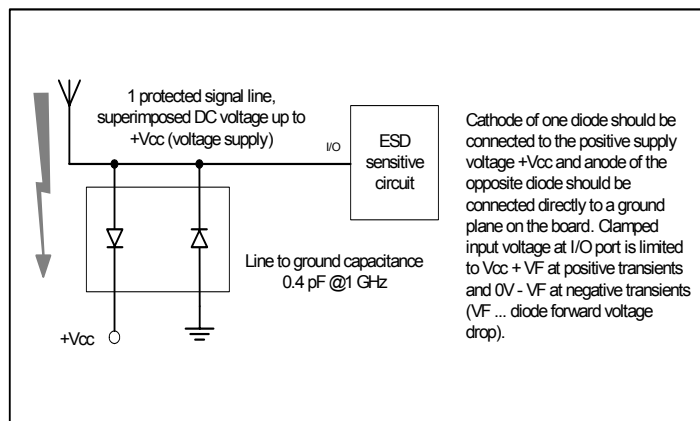 1 protected signal line,
superimposed DC voltage up to
+Vcc (voltage supply)
I/O
ESD
sensitive
circuit
Line to ground capacitance
0.4 pF @1 GHz
+Vcc
Cathode of one diode should be
connected to the positive supply
voltage +Vcc and anode of the
opposite diode should be
connected directly to a ground
plane on the board. Clamped
input voltage at I/O port is limited
to Vcc + VF at positive transients
and 0V - VF at negative transients
(VF ... diode forward voltage
drop).